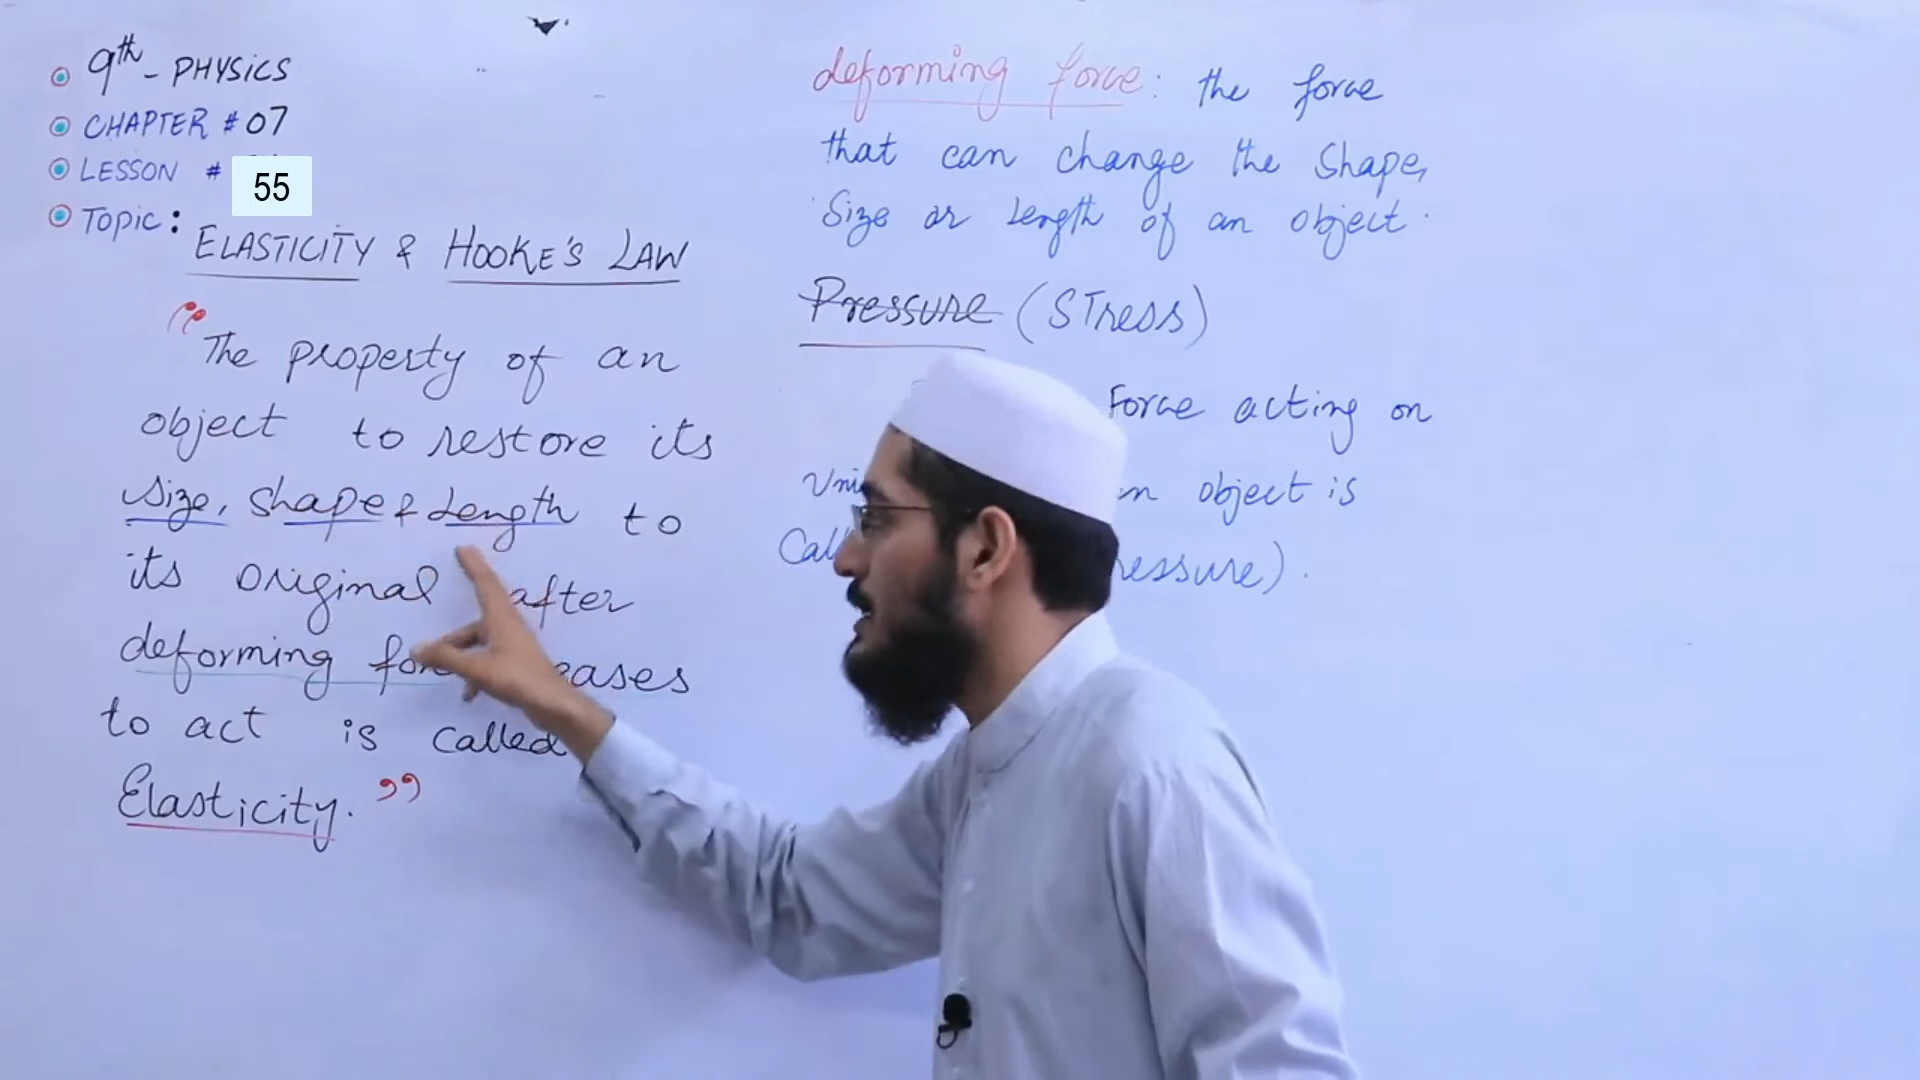 9th - PHYSICS
CHAPTER # 07
LESSON # 55
TOPIC:
ELASTICITY & HOOKE'S LAW
"The property of an
object to restore its
size, shape & Length to
its original after
deforming
to act is called
Elasticity."
deforming force: the force
that can change the shape,
Size or Length of an object.
Pressure (STRESS)
Force acting on
object is